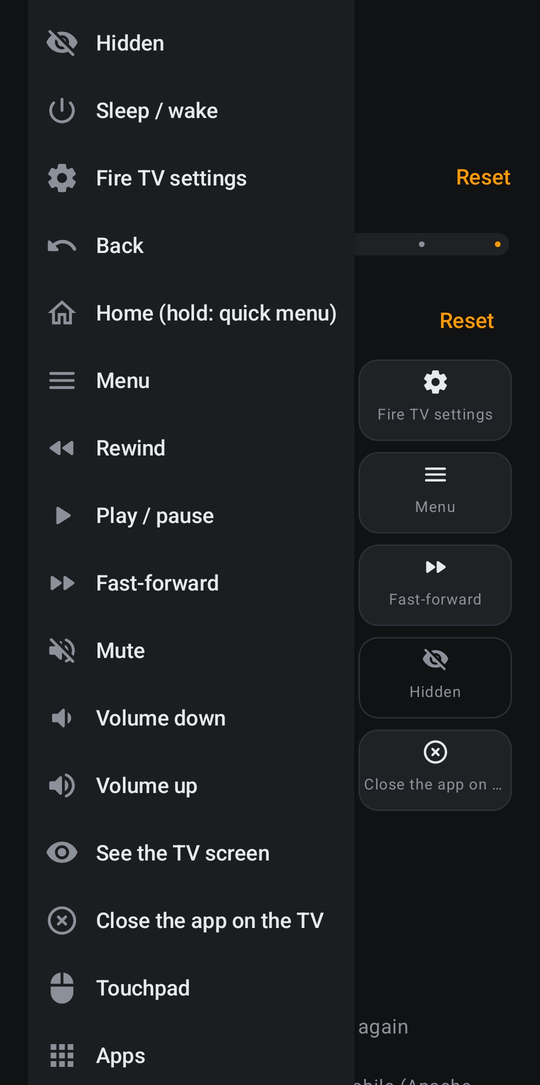 Hidden
Sleep / wake
Fire TV settings
Back
Home (hold: quick menu)
Menu
Rewind
Play / pause
Fast-forward
Mute
Volume down
Volume up
See the TV screen
Close the app on the TV
Touchpad
Apps
Reset
Reset
Fire TV settings
Menu
Fast-forward
Hidden
Close the app on …
again